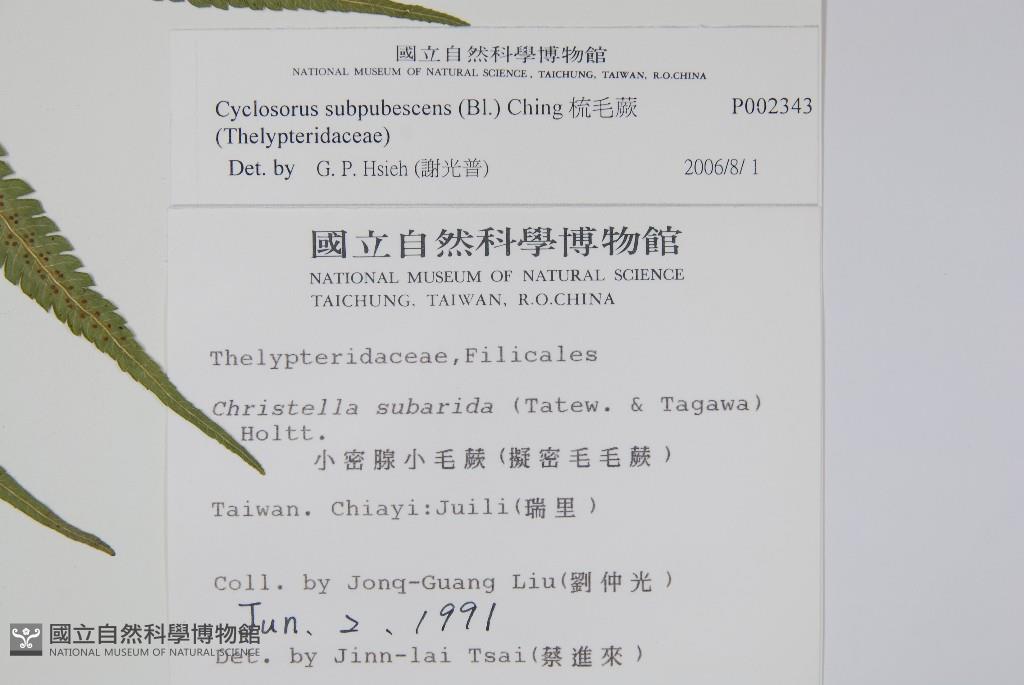 國立自然科學博物館
NATIONAL MUSEUM OF NATURAL SCIENCE, TAICHUNG, TAIWAN, R.O.CHINA
Cyclosorus subpubescens (Bl.) Ching 梳毛蕨 P002343
(Thelypteridaceae)
Det. by G. P. Hsieh (謝光普) 2006/8/ 1
國立自然科學博物館
NATIONAL MUSEUM OF NATURAL SCIENCE
TAICHUNG, TAIWAN, R.O.CHINA
Thelypteridaceae,Filicales
Christella subarida (Tatew. & Tagawa)
Holtt.
小密腺小毛蕨(擬密毛毛蕨)
Taiwan. Chiayi:Juili(瑞里)
Coll. by Jonq-Guang Liu(劉仲光)
Jun、2、1991
Det. by Jinn-lai Tsai(蔡進來)
國立自然科學博物館
NATIONAL MUSEUM OF NATURAL SCIENCE